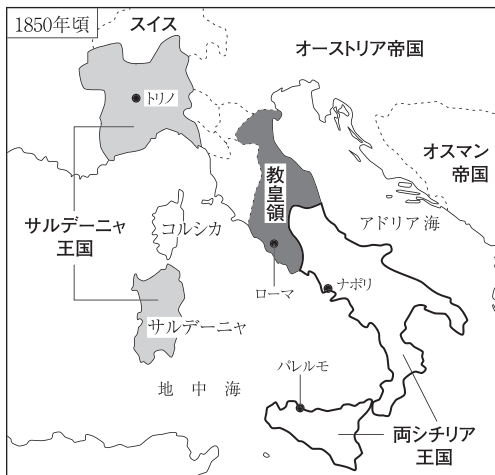 1850年頃
スイス
オーストリア帝国
トリノ
オスマン
帝国
教皇領
サルデーニャ
王国
コルシカ
アドリア海
ローマ
ナポリ
サルデーニャ
パレルモ
地中海
両シチリア
王国